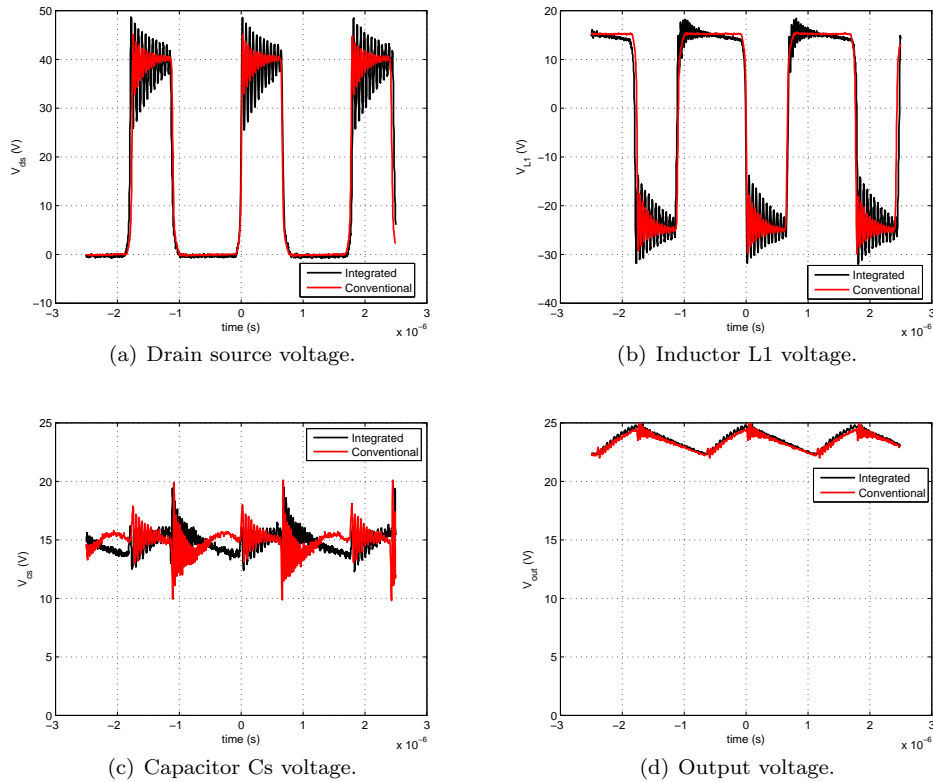 50
40
30
20
10
0
−10
V_ds (V)
Integrated
Conventional
−3 −2 −1 0 1 2 3
time (s)
x 10^−6
(a) Drain source voltage.
20
10
0
−10
−20
−30
−40
V_L1 (V)
Integrated
Conventional
−3 −2 −1 0 1 2 3
time (s)
x 10^−6
(b) Inductor L1 voltage.
25
20
15
10
5
0
V_cs (V)
Integrated
Conventional
−3 −2 −1 0 1 2 3
time (s)
x 10^−6
(c) Capacitor Cs voltage.
25
20
15
10
5
0
V_out (V)
Integrated
Conventional
−3 −2 −1 0 1 2 3
time (s)
x 10^−6
(d) Output voltage.